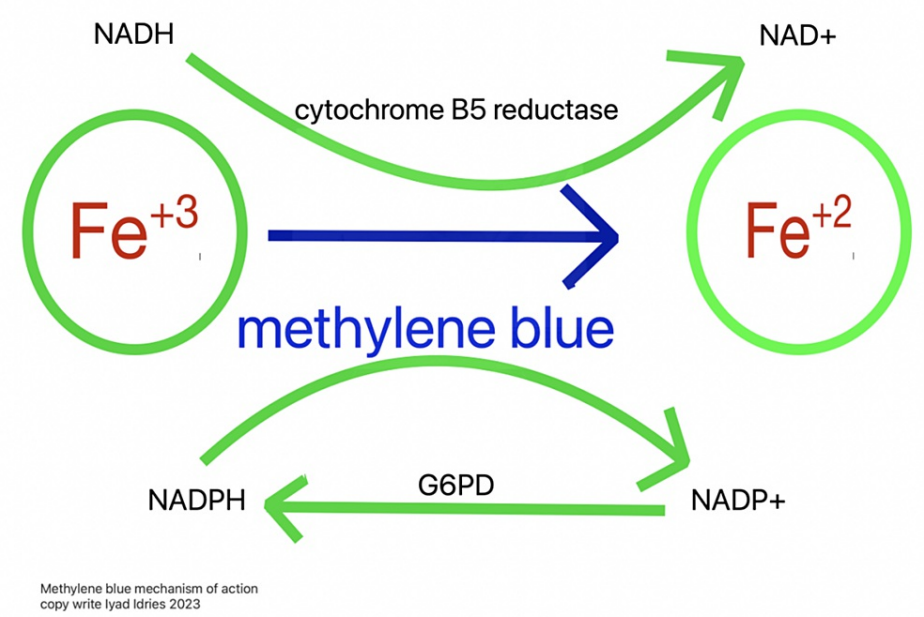 NADH
NAD+
cytochrome B5 reductase
Fe+3
Fe+2
methylene blue
G6PD
NADPH
NADP+
Methylene blue mechanism of action
copy write Iyad Idries 2023